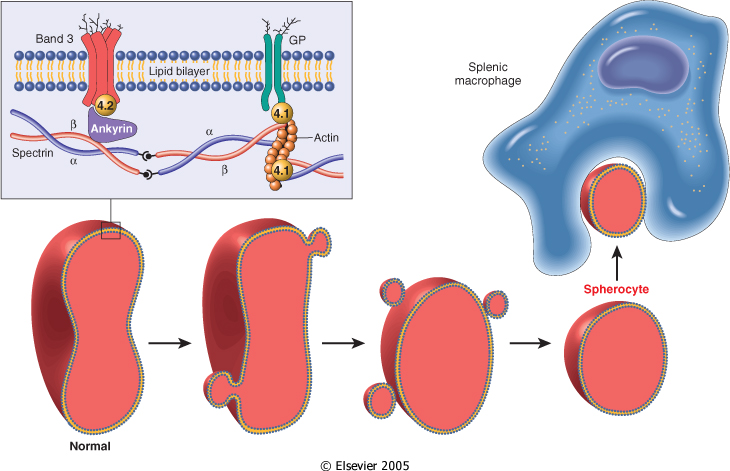 Band 3
GP
Lipid bilayer
4.2
4.1
Ankyrin
β
α
Actin
Spectrin
α
β
4.1
Splenic
macrophage
Spherocyte
Normal
© Elsevier 2005